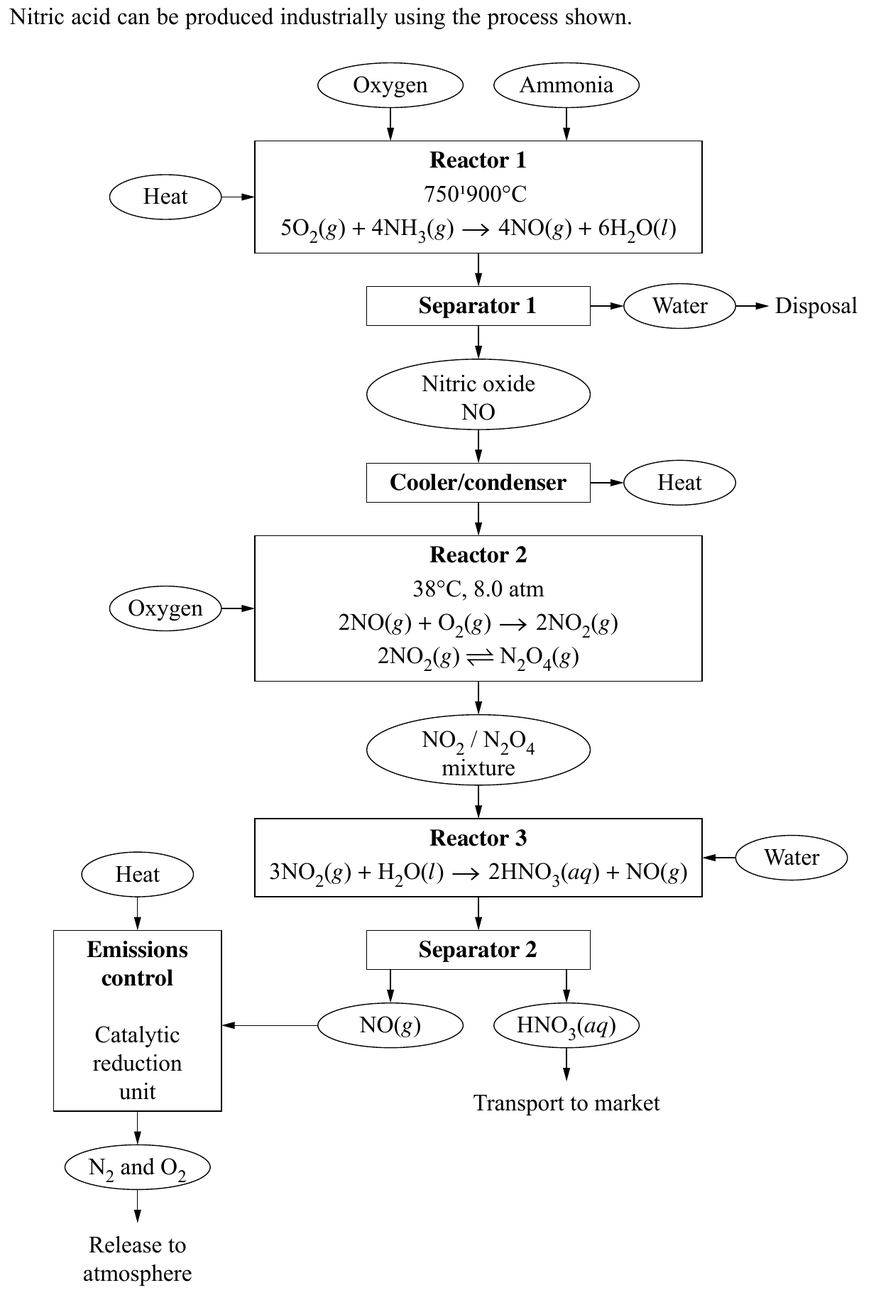 Nitric acid can be produced industrially using the process shown.
Oxygen
Ammonia
Reactor 1
Heat
750¹900°C
5O₂(g) + 4NH₃(g) → 4NO(g) + 6H₂O(l)
Separator 1
Water
Disposal
Nitric oxide
NO
Cooler/condenser
Heat
Reactor 2
38°C, 8.0 atm
Oxygen
2NO(g) + O₂(g) → 2NO₂(g)
2NO₂(g) ⇌ N₂O₄(g)
NO₂ / N₂O₄
mixture
Reactor 3
3NO₂(g) + H₂O(l) → 2HNO₃(aq) + NO(g)
Water
Heat
Separator 2
Emissions
control
Catalytic
reduction
unit
NO(g)
HNO₃(aq)
Transport to market
N₂ and O₂
Release to
atmosphere